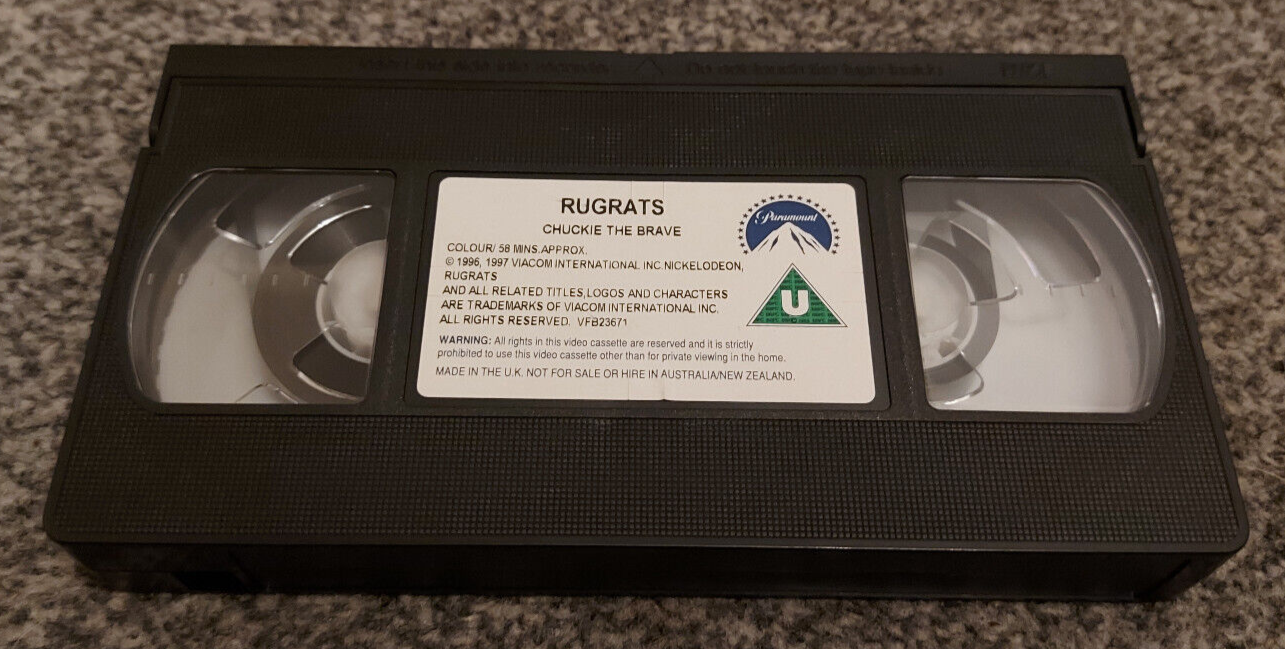 RUGRATS
CHUCKIE THE BRAVE
Paramount
COLOUR/ 58 MINS.APPROX.
© 1996, 1997 VIACOM INTERNATIONAL INC.NICKELODEON,
RUGRATS
AND ALL RELATED TITLES,LOGOS AND CHARACTERS
ARE TRADEMARKS OF VIACOM INTERNATIONAL INC.
ALL RIGHTS RESERVED. VFB23671
U
WARNING: All rights in this video cassette are reserved and it is strictly
prohibited to use this video cassette other than for private viewing in the home.
MADE IN THE U.K. NOT FOR SALE OR HIRE IN AUSTRALIA/NEW ZEALAND.